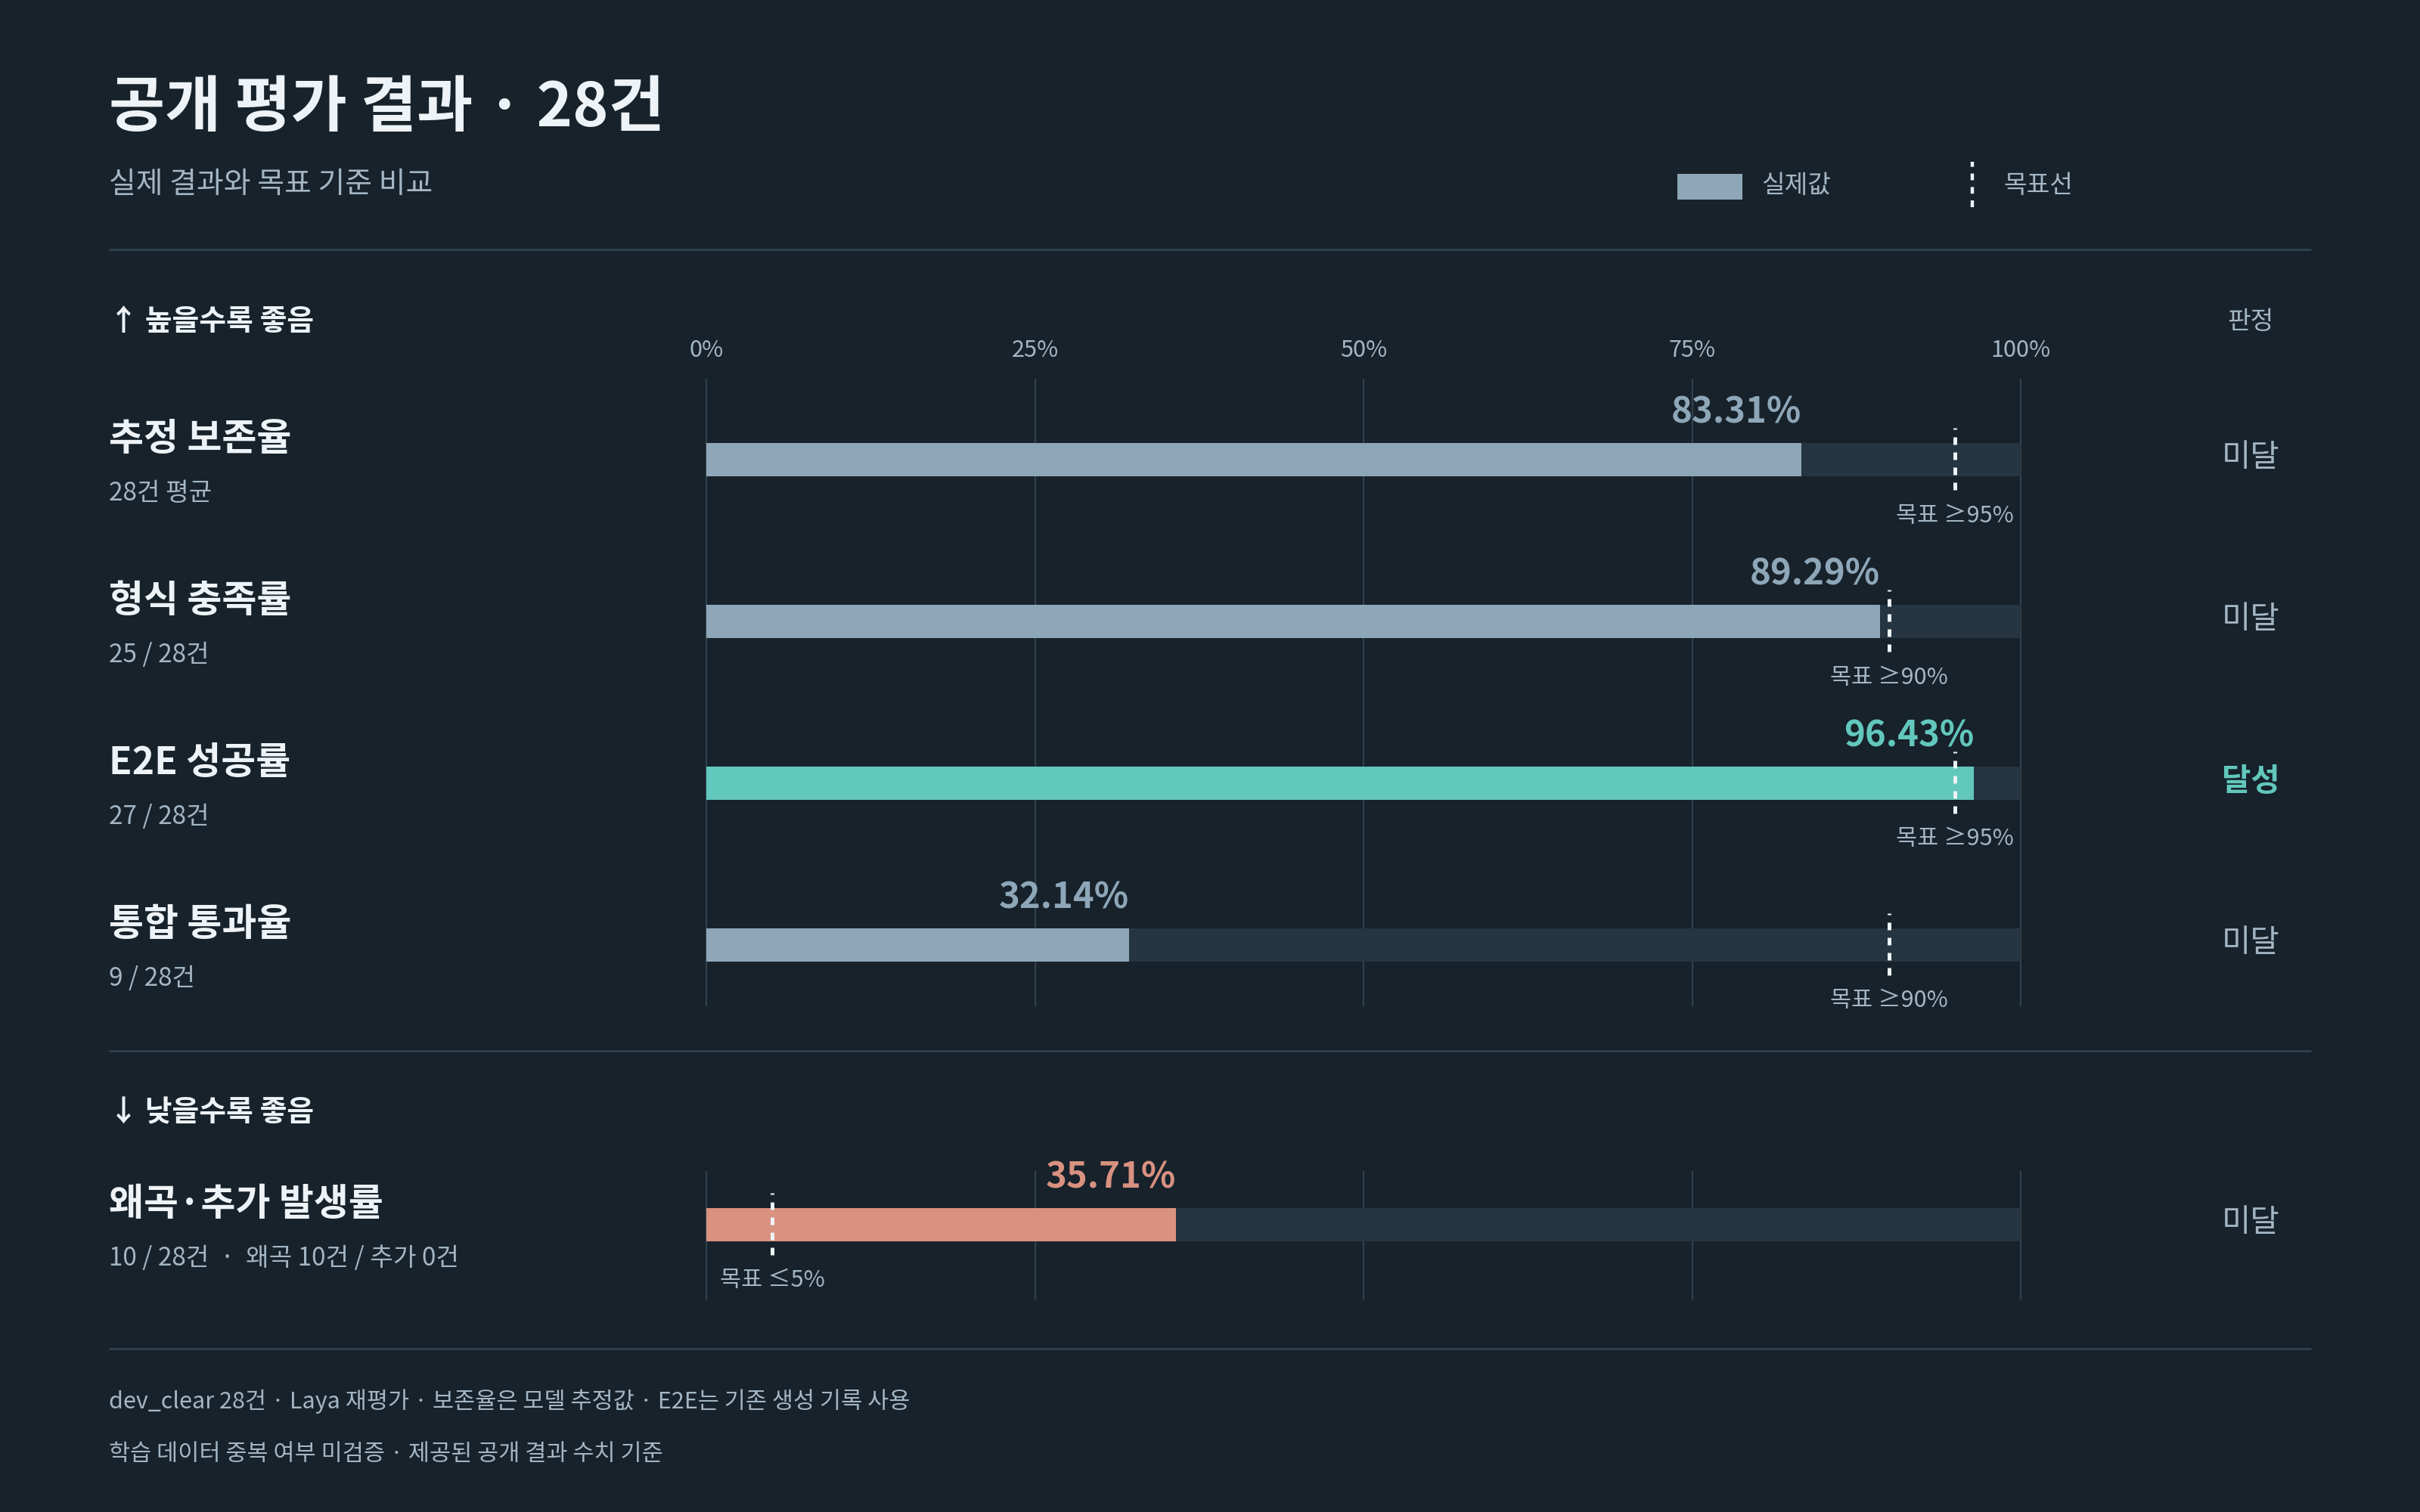 공개 평가 결과 · 28건
실제 결과와 목표 기준 비교
실제값
목표선
↑ 높을수록 좋음
판정
0% 25% 50% 75% 100%
83.31%
추정 보존율
미달
28건 평균
목표 ≥95%
89.29%
형식 충족률
미달
25 / 28건
목표 ≥90%
96.43%
E2E 성공률
달성
27 / 28건
목표 ≥95%
32.14%
통합 통과율
미달
9 / 28건
목표 ≥90%
↓ 낮을수록 좋음
35.71%
왜곡·추가 발생률
미달
10 / 28건 · 왜곡 10건 / 추가 0건
목표 ≤5%
dev_clear 28건 · Laya 재평가 · 보존율은 모델 추정값 · E2E는 기존 생성 기록 사용
학습 데이터 중복 여부 미검증 · 제공된 공개 결과 수치 기준